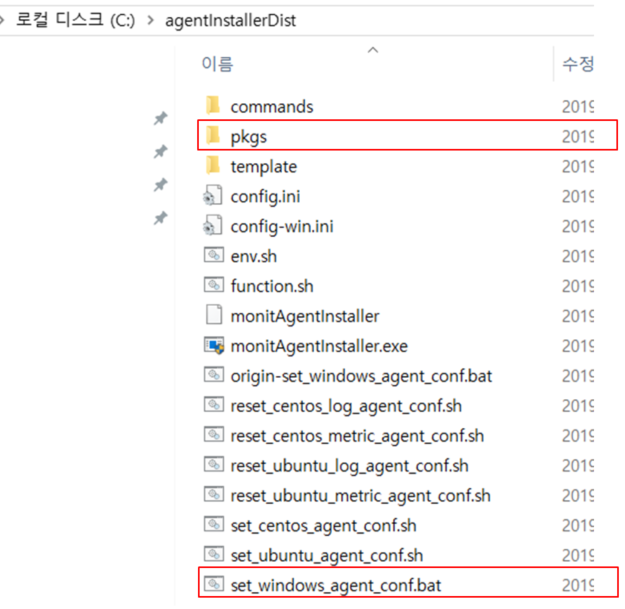 > 로컬 디스크 (C:) > agentInstallerDist
이름 수정
commands 2019
pkgs 2019
template 2019
config.ini 2019
config-win.ini 2019
env.sh 2019
function.sh 2019
monitAgentInstaller 2019
monitAgentInstaller.exe 2019
origin-set_windows_agent_conf.bat 2019
reset_centos_log_agent_conf.sh 2019
reset_centos_metric_agent_conf.sh 2019
reset_ubuntu_log_agent_conf.sh 2019
reset_ubuntu_metric_agent_conf.sh 2019
set_centos_agent_conf.sh 2019
set_ubuntu_agent_conf.sh 2019
set_windows_agent_conf.bat 2019